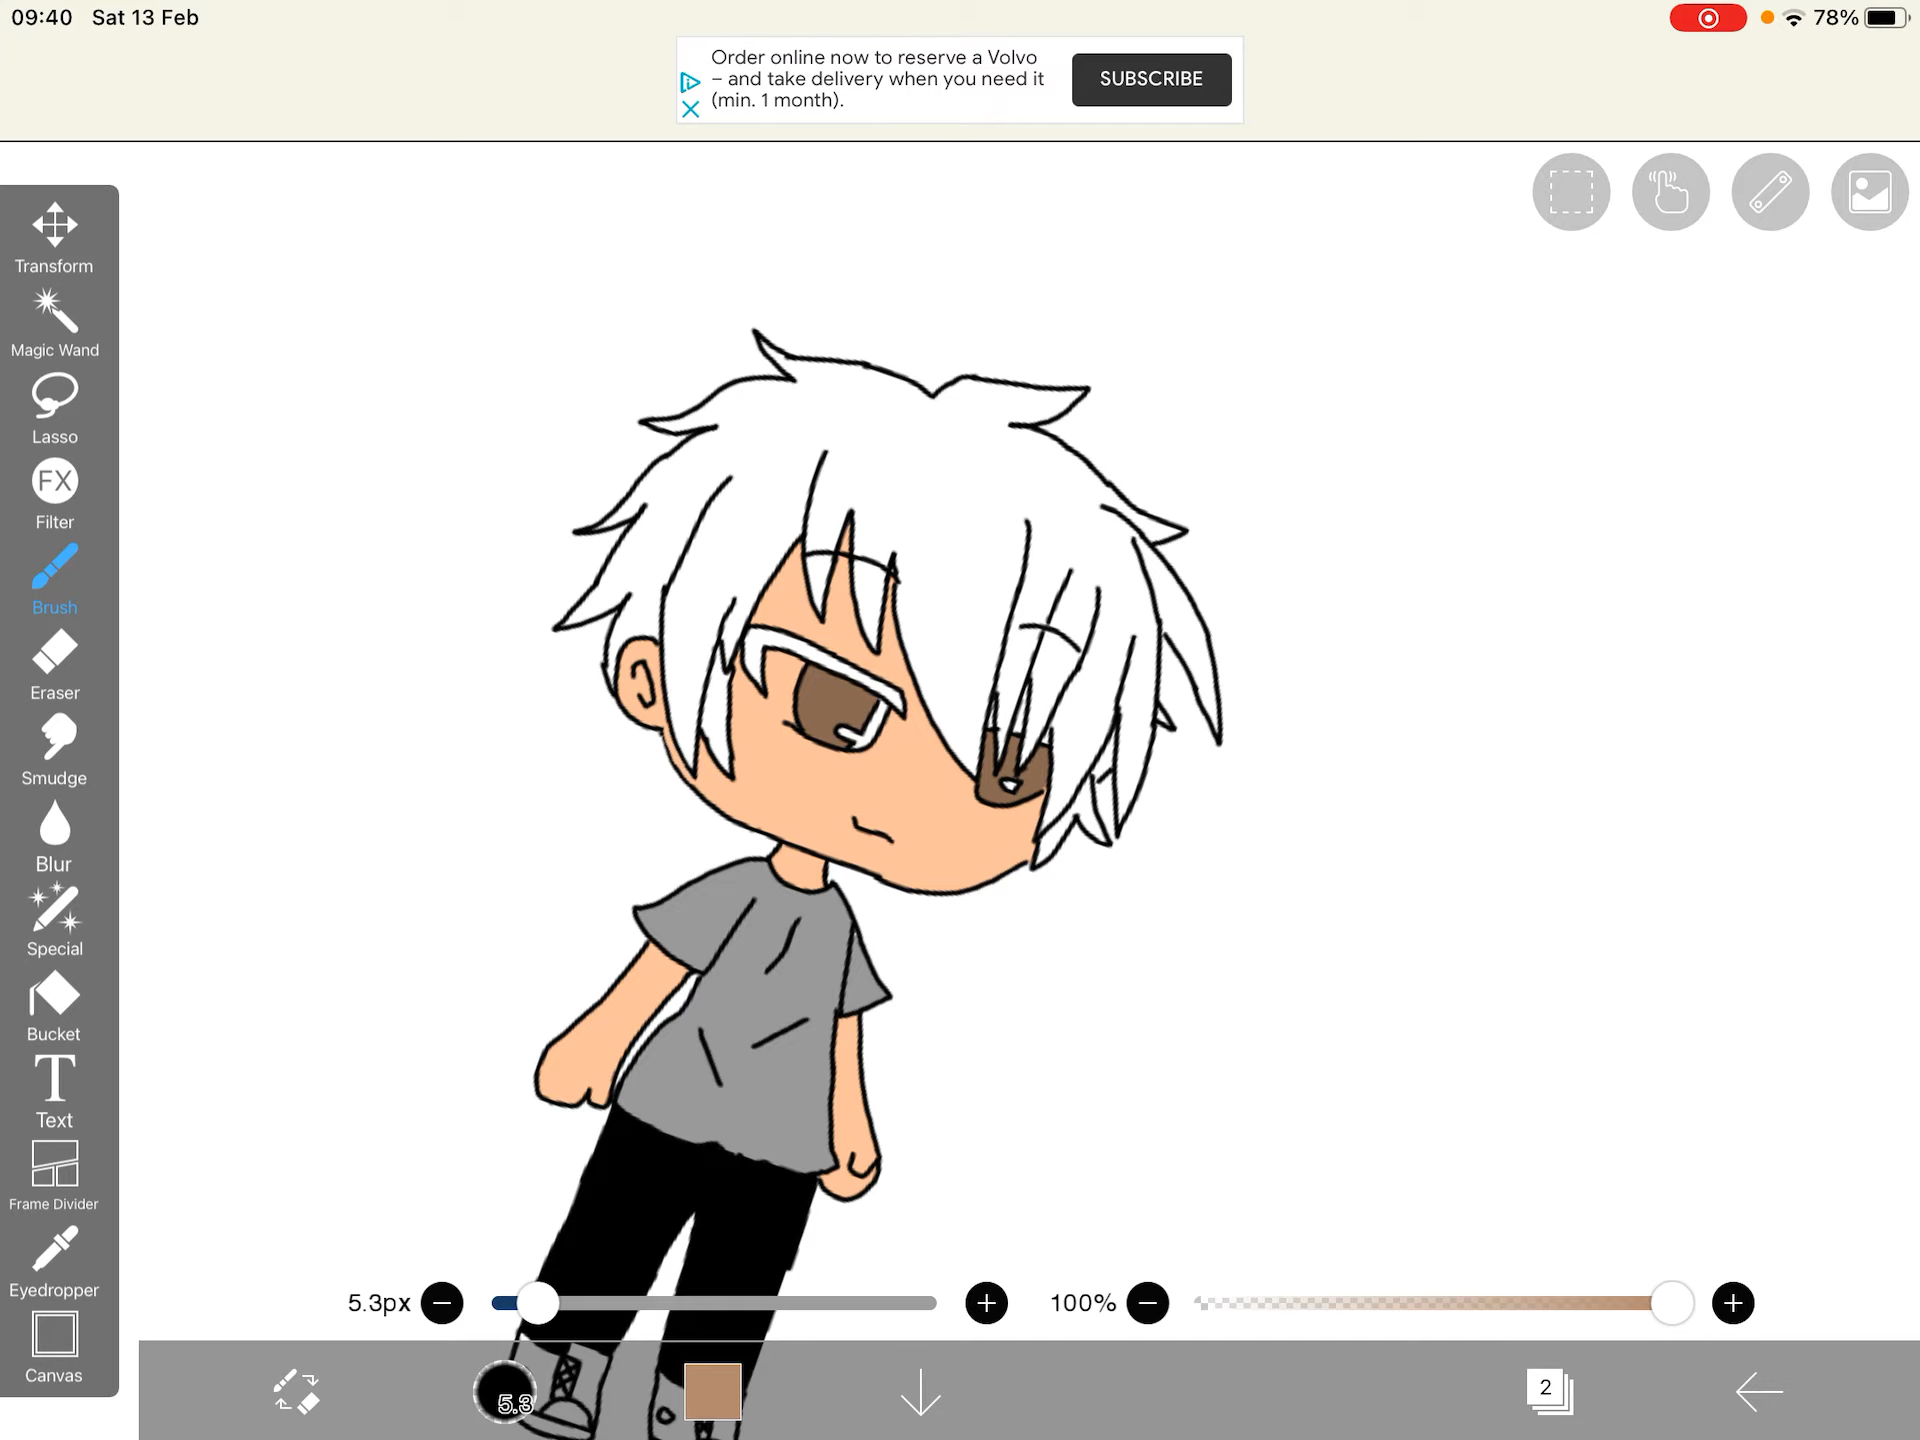 09:40 Sat 13 Feb
78%
Order online now to reserve a Volvo
– and take delivery when you need it
(min. 1 month).
SUBSCRIBE
Transform
Magic Wand
Lasso
FX
Filter
Brush
Eraser
Smudge
Blur
Special
Bucket
T
Text
Frame Divider
Eyedropper
Canvas
5.3px
100%
5.3
2